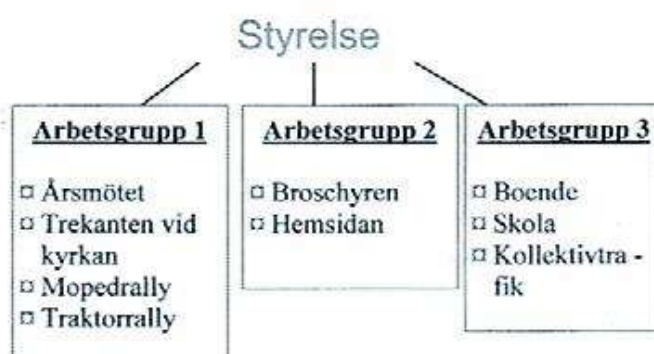 Styrelse
Arbetsgrupp 1
¤ Årsmötet
¤ Trekanten vid
kyrkan
¤ Mopedrally
¤ Traktorrally
Arbetsgrupp 2
¤ Broschyren
¤ Hemsidan
Arbetsgrupp 3
¤ Boende
¤ Skola
¤ Kollektivtra -
fik